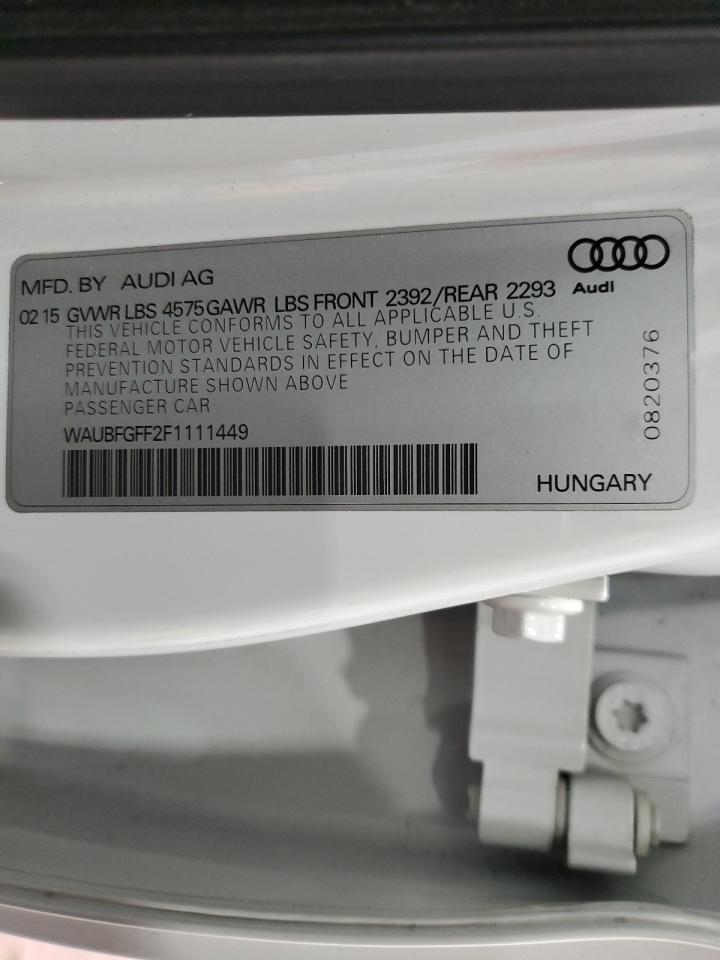 MFD. BY AUDI AG
Audi
02 15 GVWR LBS 4575 GAWR LBS FRONT 2392/REAR 2293
THIS VEHICLE CONFORMS TO ALL APPLICABLE U.S.
FEDERAL MOTOR VEHICLE SAFETY, BUMPER AND THEFT
PREVENTION STANDARDS IN EFFECT ON THE DATE OF
MANUFACTURE SHOWN ABOVE
PASSENGER CAR
WAUBFGFF2F1111449
HUNGARY
0820376